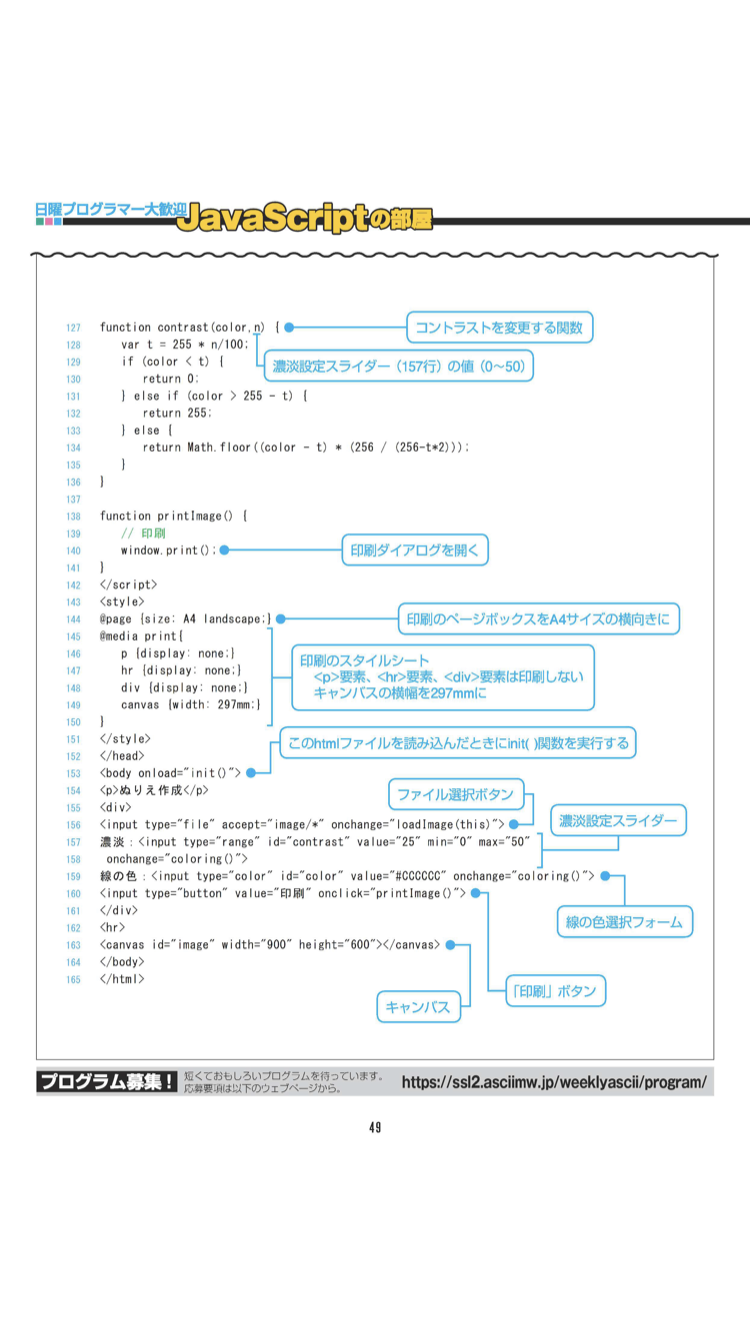 日曜プログラマー大歓迎
JavaScriptの部屋
127 function contrast(color,n) {
コントラストを変更する関数
128 var t = 255 * n/100;
129 if (color < t) {
濃淡設定スライダー（157行）の値（0～50）
130 return 0;
131 } else if (color > 255 - t) {
132 return 255;
133 } else {
134 return Math.floor((color - t) * (256 / (256-t*2)));
135 }
136 }
137
138 function printImage() {
139 // 印刷
140 window.print();
印刷ダイアログを開く
141 }
142 </script>
143 <style>
144 @page {size: A4 landscape;}
印刷のページボックスをA4サイズの横向きに
145 @media print{
146 p {display: none;}
147 hr {display: none;}
148 div {display: none;}
149 canvas {width: 297mm;}
印刷のスタイルシート
<p>要素、<hr>要素、<div>要素は印刷しない
キャンバスの横幅を297mmに
150 }
151 </style>
152 </head>
このhtmlファイルを読み込んだときにinit( )関数を実行する
153 <body onload="init()">
154 <p>ぬりえ作成</p>
155 <div>
ファイル選択ボタン
156 <input type="file" accept="image/*" onchange="loadImage(this)">
濃淡設定スライダー
157 濃淡：<input type="range" id="contrast" value="25" min="0" max="50"
158 onchange="coloring()">
159 線の色：<input type="color" id="color" value="#CCCCCC" onchange="coloring()">
160 <input type="button" value="印刷" onclick="printImage()">
線の色選択フォーム
161 </div>
162 <hr>
163 <canvas id="image" width="900" height="600"></canvas>
164 </body>
165 </html>
「印刷」ボタン
キャンバス
プログラム募集！
短くておもしろいプログラムを待っています。
応募要項は以下のウェブページから。
https://ssl2.asciimw.jp/weeklyascii/program/
49